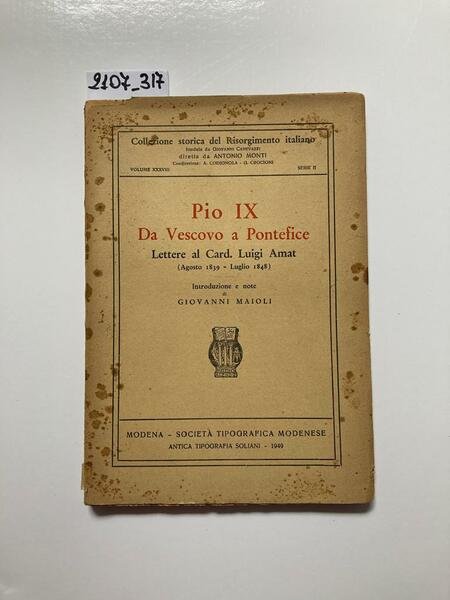 2107_317
Collezione storica del Risorgimento italiano
fondata da GIOVANNI CANEVAZZI
diretta da ANTONIO MONTI
Condirezione: A. CODIGNOLA - G. CROCIONI
VOLUME XXXVIII SERIE II
Pio IX
Da Vescovo a Pontefice
Lettere al Card. Luigi Amat
(Agosto 1839 - Luglio 1848)
Introduzione e note
di
GIOVANNI MAIOLI
MODENA - SOCIETÀ TIPOGRAFICA MODENESE
ANTICA TIPOGRAFIA SOLIANI - 1949